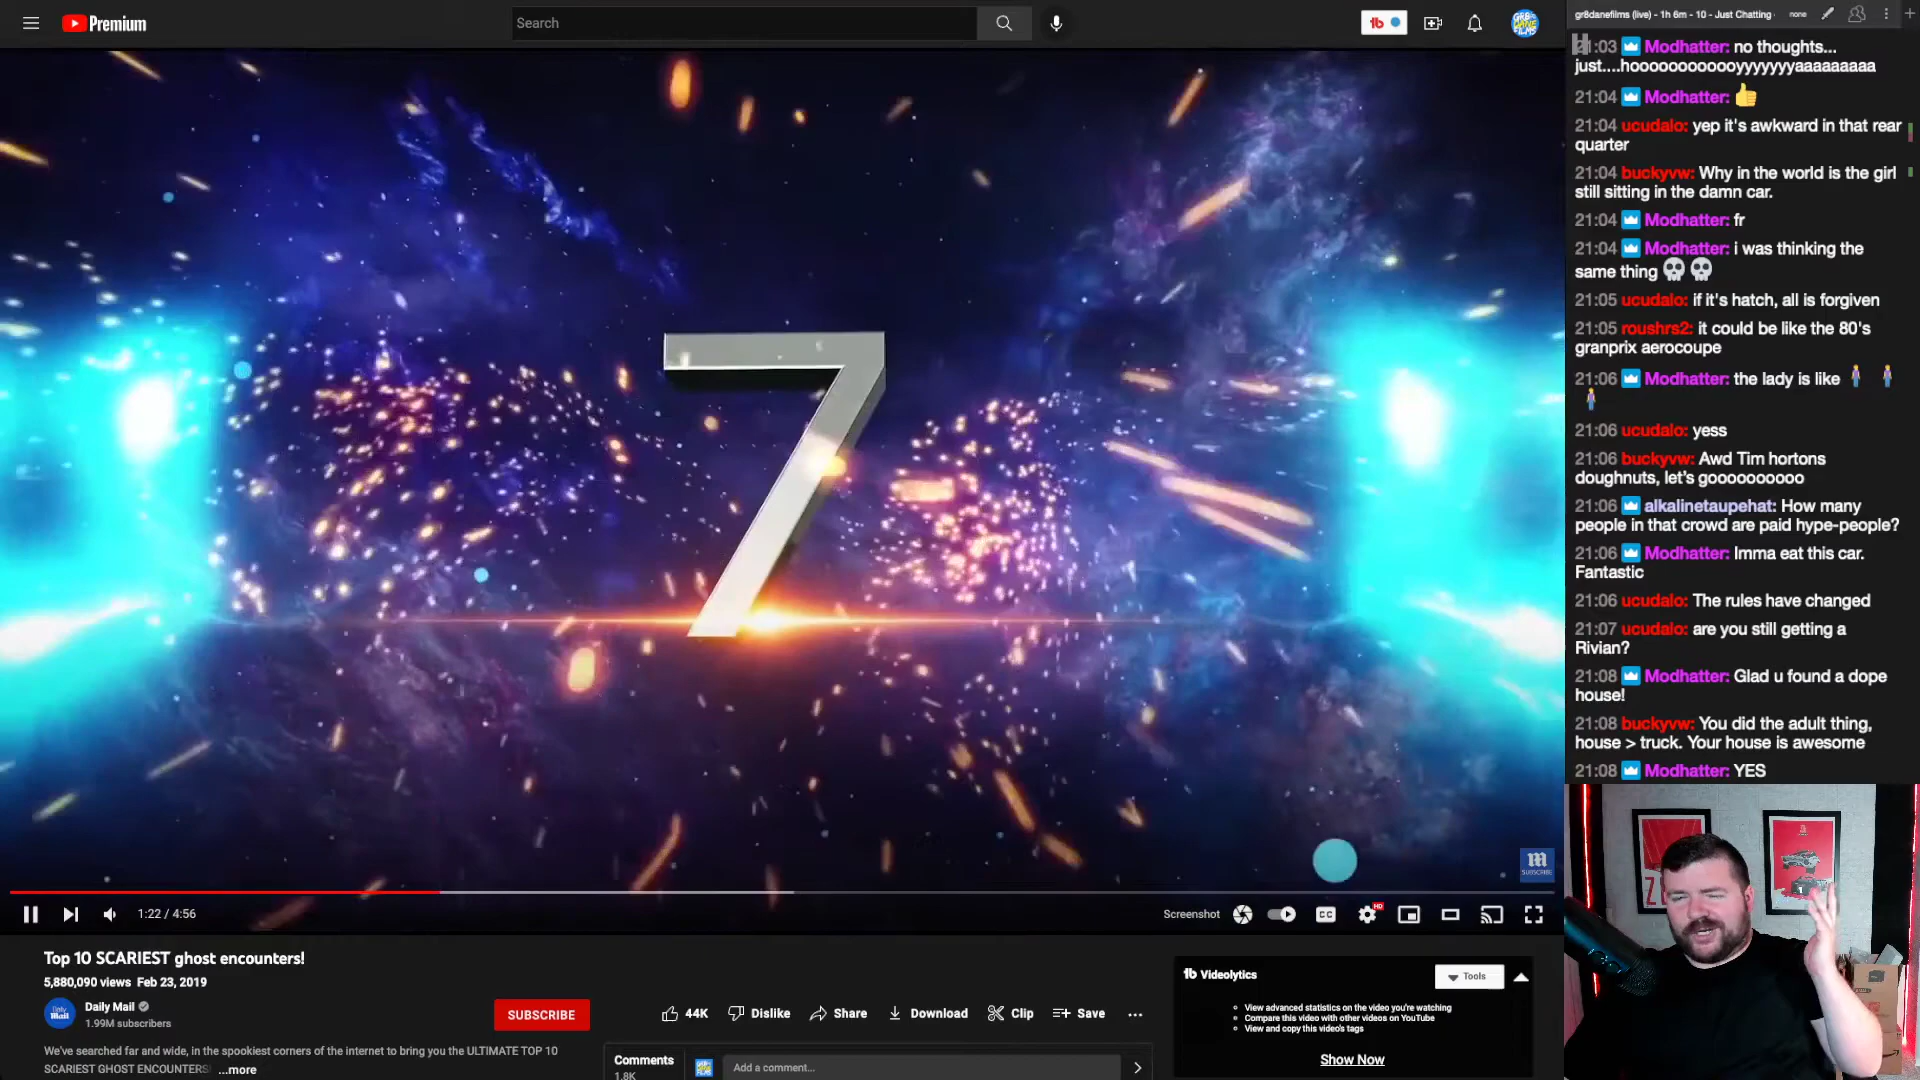 Premium
Search
gr8danefilms (live) - 1h 6m - 10 - Just Chatting
none
Modhatter: no thoughts...
just....hoooooooooooyyyyyyyaaaaaaaaa
21:04 Modhatter:
21:04 ucudalo: yep it's awkward in that rear
quarter
21:04 buckyvw: Why in the world is the girl
still sitting in the damn car.
21:04 Modhatter: fr
21:04 Modhatter: i was thinking the
same thing
21:05 ucudalo: if it's hatch, all is forgiven
21:05 roushrs2: it could be like the 80's
granprix aerocoupe
21:06 Modhatter: the lady is like
21:06 ucudalo: yess
21:06 buckyvw: Awd Tim hortons
doughnuts, let's goooooooooo
21:06 alkalinetaupehat: How many
people in that crowd are paid hype-people?
21:06 Modhatter: Imma eat this car.
Fantastic
21:06 ucudalo: The rules have changed
21:07 ucudalo: are you still getting a
Rivian?
21:08 Modhatter: Glad u found a dope
house!
21:08 buckyvw: You did the adult thing,
house > truck. Your house is awesome
21:08 Modhatter: YES
7
SUBSCRIBE
1:22 / 4:56
Screenshot
CC
HD
Top 10 SCARIEST ghost encounters!
5,880,090 views Feb 23, 2019
Daily Mail
1.99M subscribers
SUBSCRIBE
44K
Dislike
Share
Download
Clip
Save
We've searched far and wide, in the spookiest corners of the internet to bring you the ULTIMATE TOP 10
SCARIEST GHOST ENCOUNTERS! ...more
Comments
1.8K
Add a comment...
tb Videolytics
Tools
View advanced statistics on the video you're watching
Compare this video with other videos on YouTube
View and copy this video's tags
Show Now